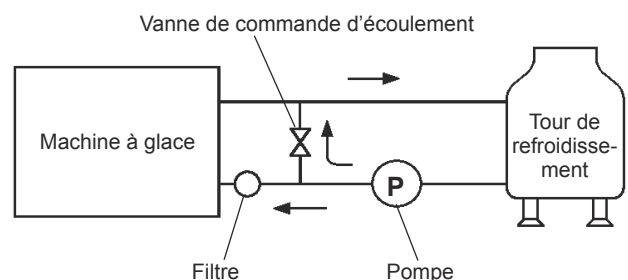 Vanne de commande d’écoulement
Machine à glace
Tour de
refroidisse-
ment
P
Filtre
Pompe